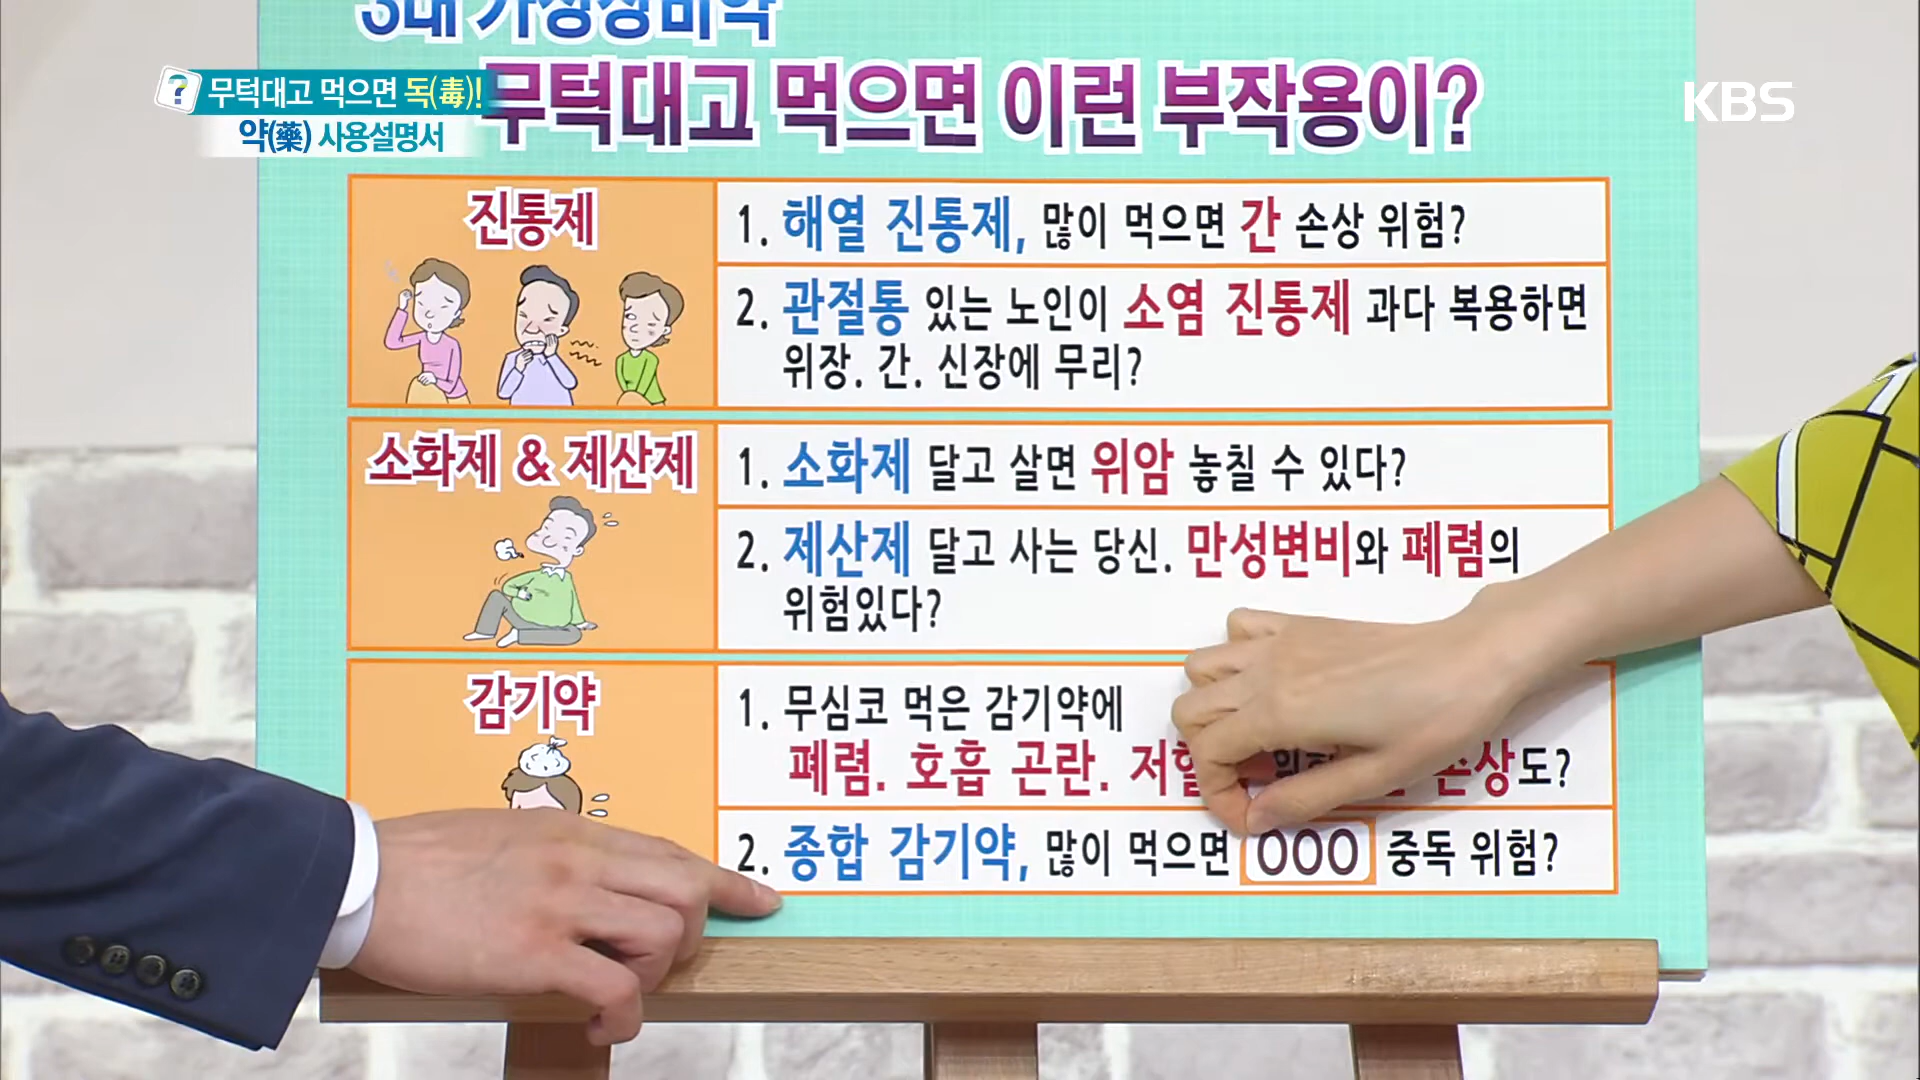 3대 가정상비약
무턱대고 먹으면 이런 부작용이?
무턱대고 먹으면 독(毒)!
약(藥) 사용설명서
KBS
진통제
1. 해열 진통제, 많이 먹으면 간 손상 위험?
2. 관절통 있는 노인이 소염 진통제 과다 복용하면
위장. 간. 신장에 무리?
소화제 & 제산제
1. 소화제 달고 살면 위암 놓칠 수 있다?
2. 제산제 달고 사는 당신. 만성변비와 폐렴의
위험있다?
감기약
1. 무심코 먹은 감기약에
폐렴. 호흡 곤란. 손상도?
2. 종합 감기약, 많이 먹으면 OOO 중독 위험?